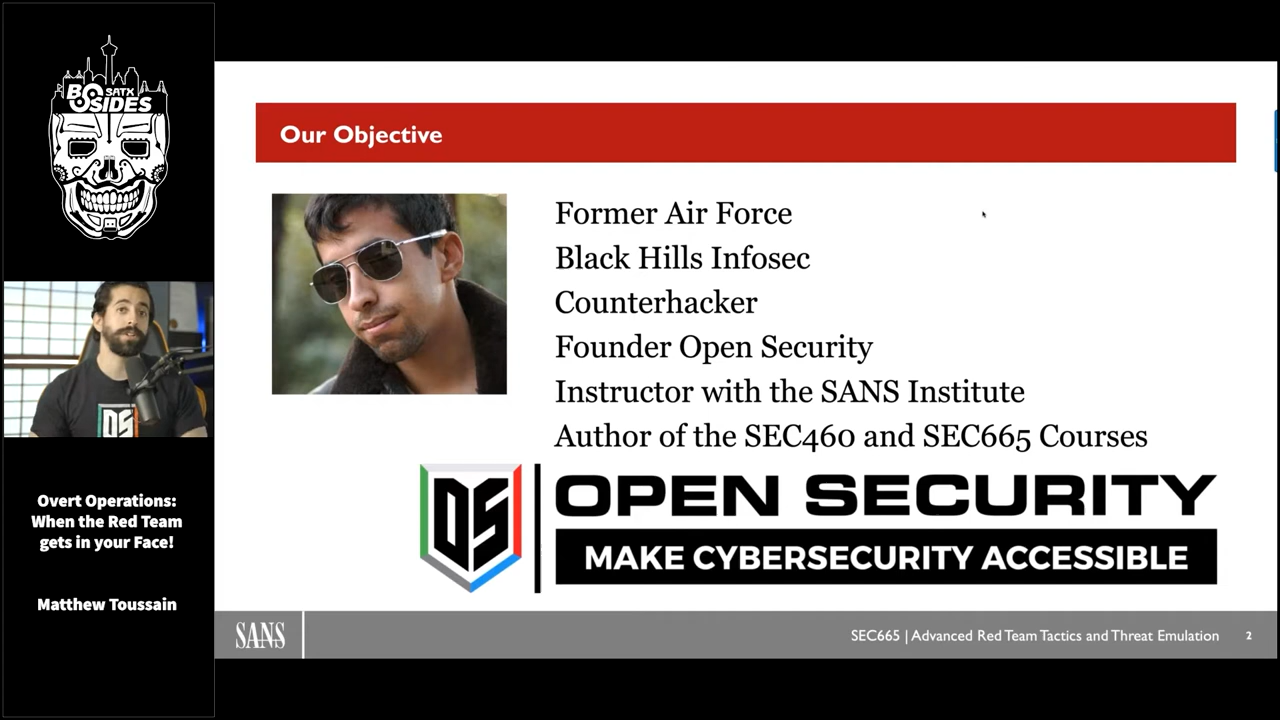 SATX
BSIDES
Overt Operations:
When the Red Team
gets in your Face!
Matthew Toussain
OS
Our Objective
Former Air Force
Black Hills Infosec
Counterhacker
Founder Open Security
Instructor with the SANS Institute
Author of the SEC460 and SEC665 Courses
OS
OPEN SECURITY
MAKE CYBERSECURITY ACCESSIBLE
SANS
SEC665 | Advanced Red Team Tactics and Threat Emulation 2